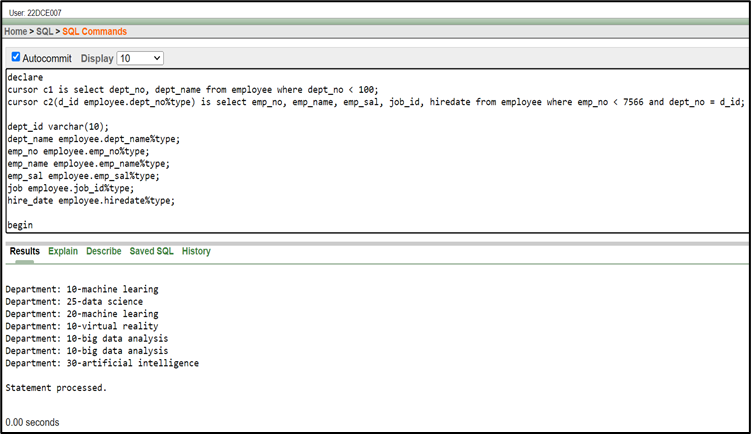 User: 22DCE007
Home > SQL > SQL Commands
Autocommit Display 10
declare
cursor c1 is select dept_no, dept_name from employee where dept_no < 100;
cursor c2(d_id employee.dept_no%type) is select emp_no, emp_name, emp_sal, job_id, hiredate from employee where emp_no < 7566 and dept_no = d_id;
dept_id varchar(10);
dept_name employee.dept_name%type;
emp_no employee.emp_no%type;
emp_name employee.emp_name%type;
emp_sal employee.emp_sal%type;
job employee.job_id%type;
hire_date employee.hiredate%type;
begin
Results Explain Describe Saved SQL History
Department: 10-machine learing
Department: 25-data science
Department: 20-machine learing
Department: 10-virtual reality
Department: 10-big data analysis
Department: 10-big data analysis
Department: 30-artificial intelligence
Statement processed.
0.00 seconds